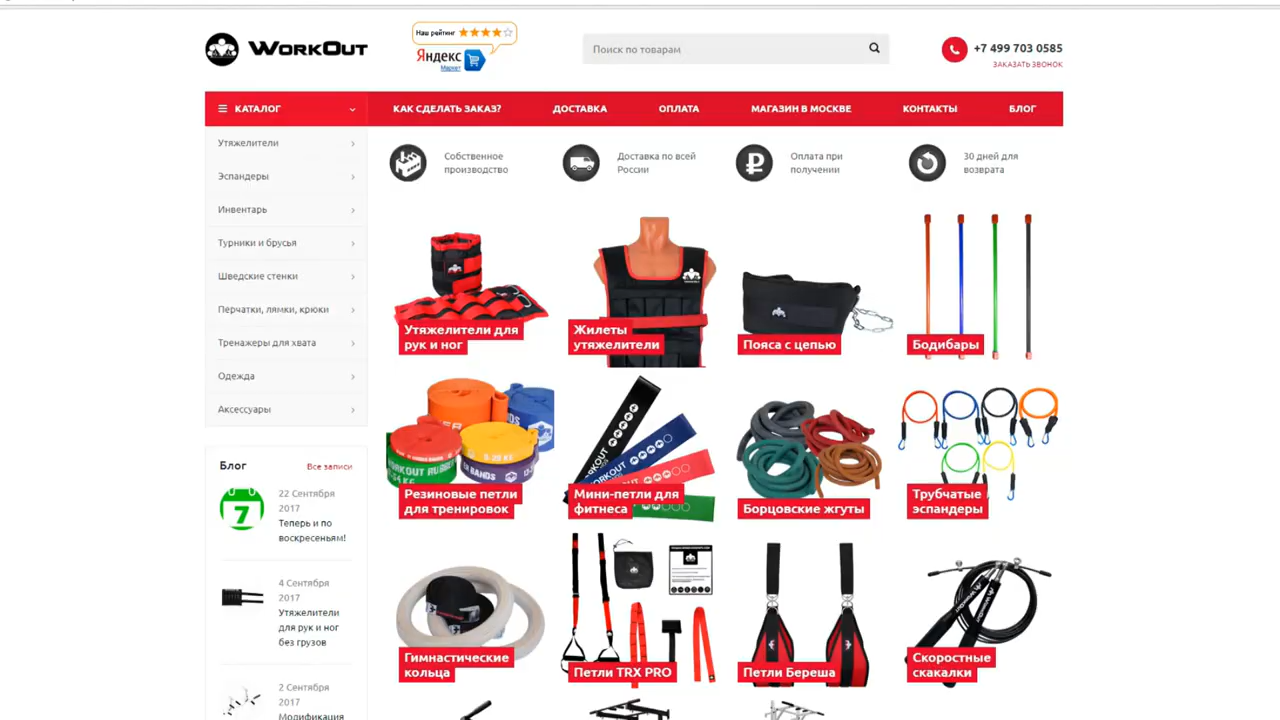 WORKOUT
Наш рейтинг
Яндекс
Маркет
Поиск по товарам
+7 499 703 0585
ЗАКАЗАТЬ ЗВОНОК
КАТАЛОГ
КАК СДЕЛАТЬ ЗАКАЗ?
ДОСТАВКА
ОПЛАТА
МАГАЗИН В МОСКВЕ
КОНТАКТЫ
БЛОГ
Утяжелители
Эспандеры
Инвентарь
Турники и брусья
Шведские стенки
Перчатки, лямки, крюки
Тренажеры для хвата
Одежда
Аксессуары
Собственное
производство
Доставка по всей
России
Оплата при
получении
30 дней для
возврата
Утяжелители для
рук и ног
Жилеты
утяжелители
Пояса с цепью
Бодибары
Резиновые петли
для тренировок
Мини-петли для
фитнеса
Борцовские жгуты
Трубчатые
эспандеры
Гимнастические
кольца
Петли TRX PRO
Петли Береша
Скоростные
скакалки
Блог
Все записи
7
22 Сентября
2017
Теперь и по
воскресеньям!
4 Сентября
2017
Утяжелители
для рук и ног
без грузов
2 Сентября
2017
Модификация